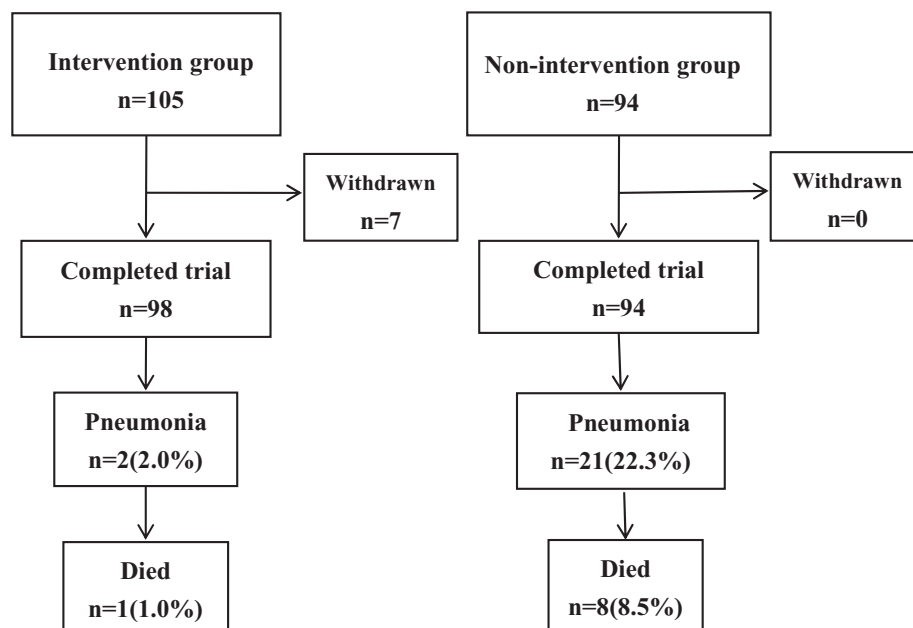 Intervention group
n=105
Non-intervention group
n=94
Withdrawn
n=7
Withdrawn
n=0
Completed trial
n=98
Completed trial
n=94
Pneumonia
n=2(2.0%)
Pneumonia
n=21(22.3%)
Died
n=1(1.0%)
Died
n=8(8.5%)